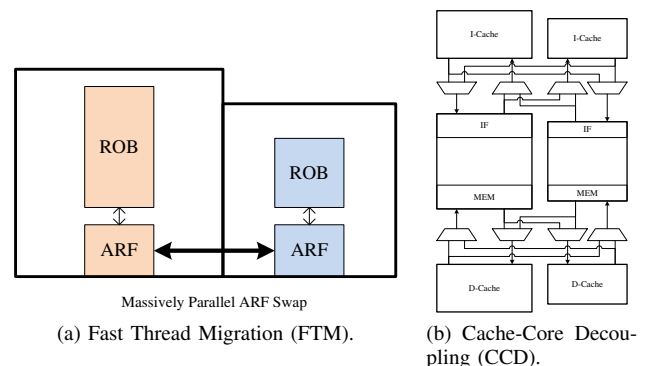 ROB
ROB
ARF
ARF
Massively Parallel ARF Swap
(a) Fast Thread Migration (FTM).
I-Cache
I-Cache
IF
IF
MEM
MEM
D-Cache
D-Cache
(b) Cache-Core Decou-
pling (CCD).